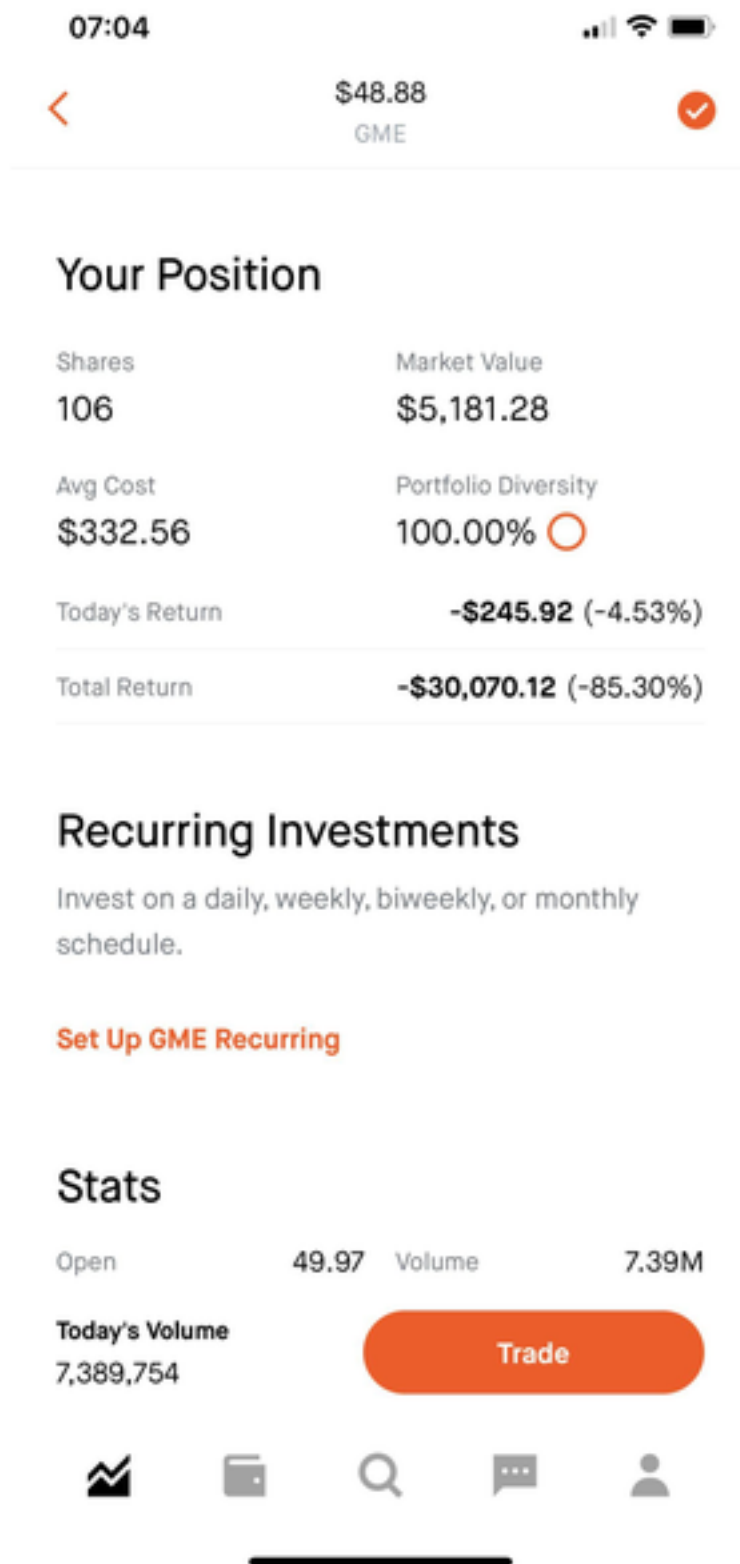 07:04
$48.88
GME
Your Position
Shares
Market Value
106
$5,181.28
Avg Cost
Portfolio Diversity
$332.56
100.00%
Today's Return
-$245.92 (-4.53%)
Total Return
-$30,070.12 (-85.30%)
Recurring Investments
Invest on a daily, weekly, biweekly, or monthly
schedule.
Set Up GME Recurring
Stats
Open
49.97
Volume
7.39M
Today's Volume
7,389,754
Trade